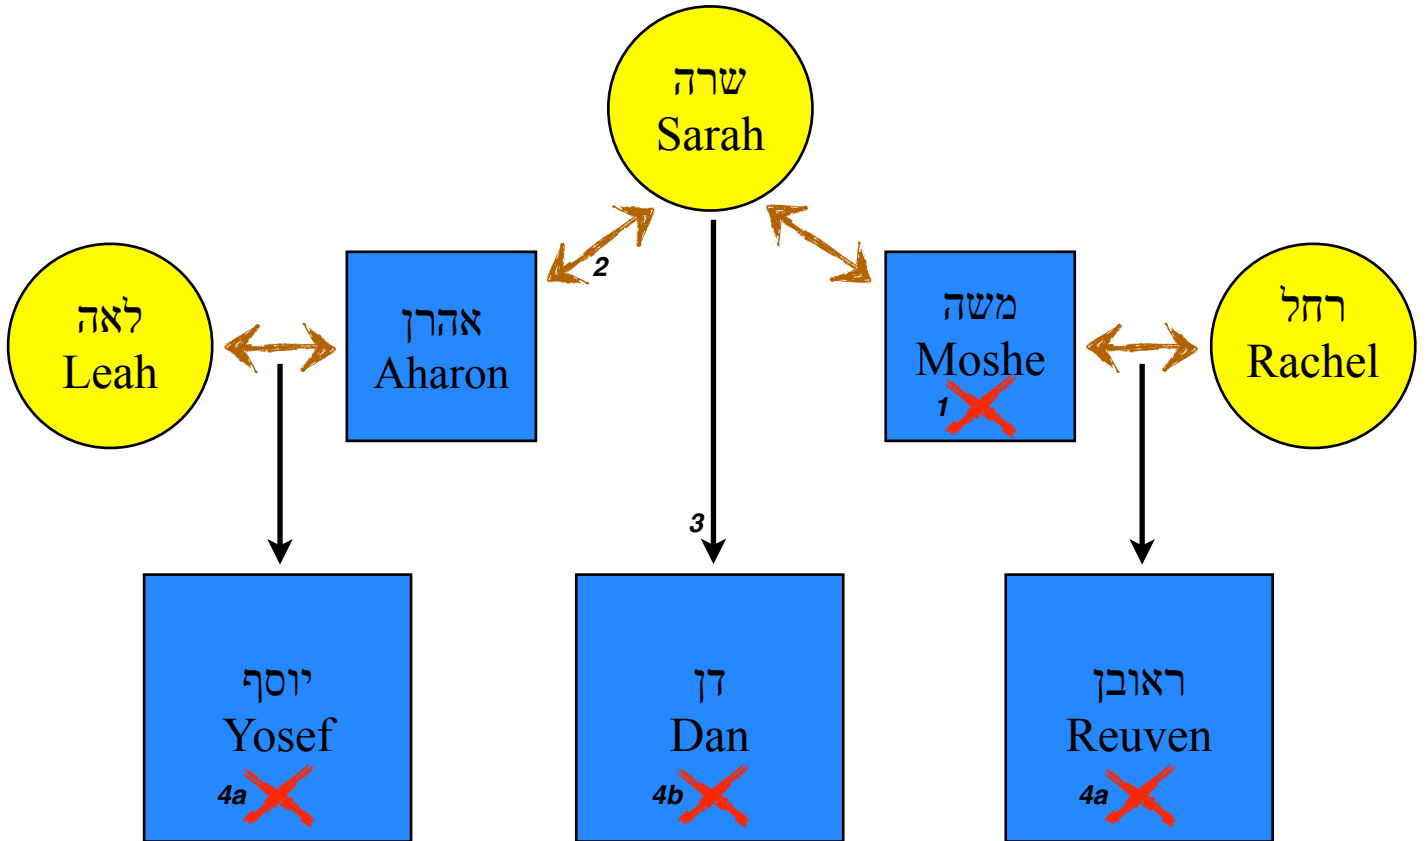 שרה
Sarah
2
לאה
Leah
אהרן
Aharon
משה
Moshe
1
רחל
Rachel
3
יוסף
Yosef
4a
דן
Dan
4b
ראובן
Reuven
4a